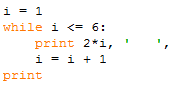 i = 1
while i <= 6:
    print 2*i, '   ',
    i = i + 1
print